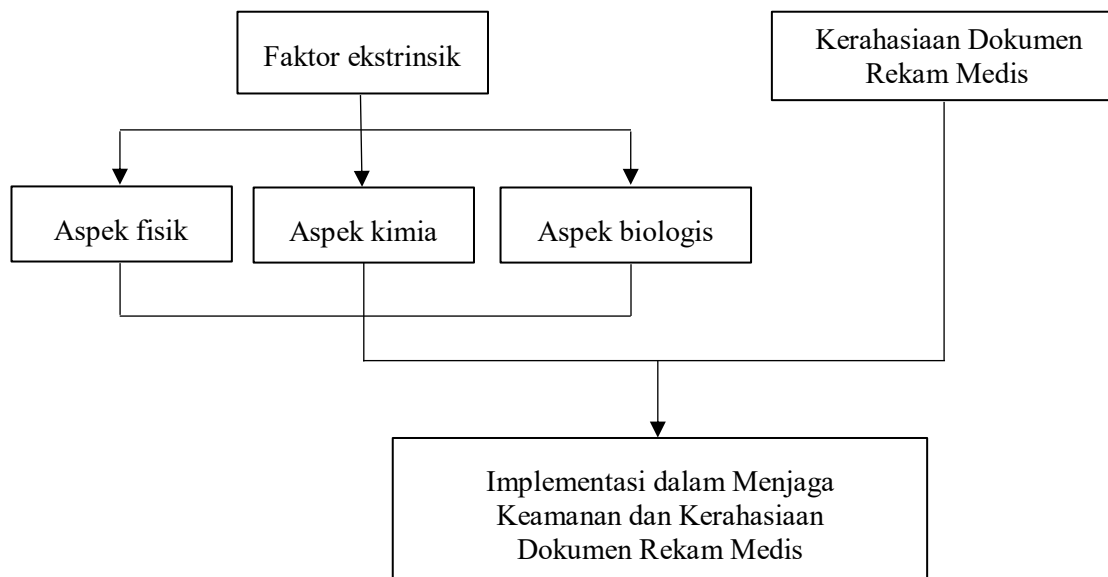 Faktor ekstrinsik
Kerahasiaan Dokumen
Rekam Medis
Aspek fisik
Aspek kimia
Aspek biologis
Implementasi dalam Menjaga
Keamanan dan Kerahasiaan
Dokumen Rekam Medis